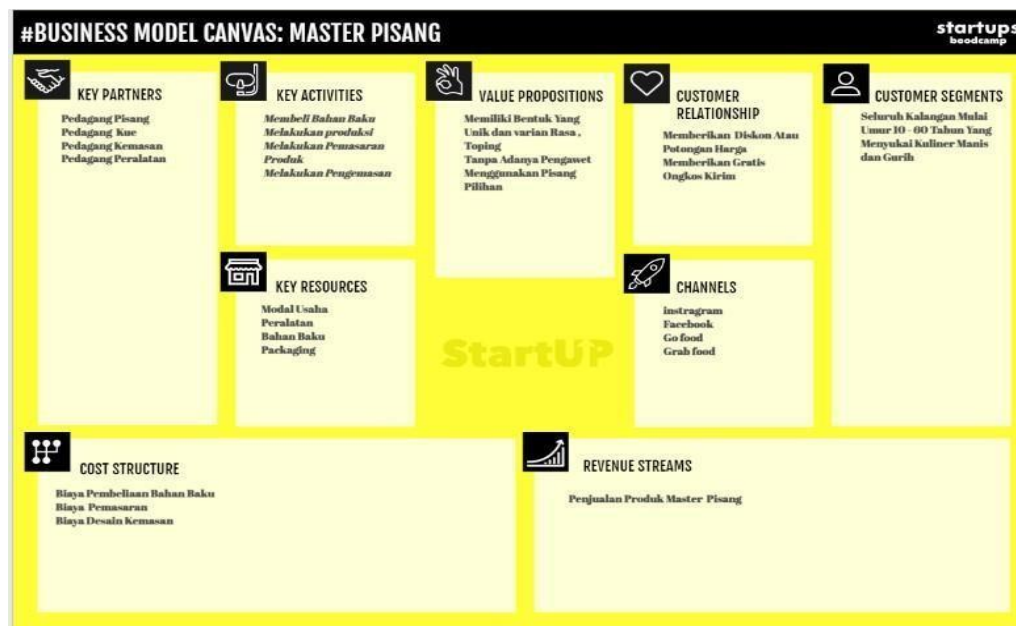 #BUSINESS MODEL CANVAS: MASTER PISANG
startups
boodcamp
KEY PARTNERS
Pedagang Pisang
Pedagang Kue
Pedagang Kemasan
Pedagang Peralatan
KEY ACTIVITIES
Membeli Bahan Baku
Melakukan produksi
Melakukan Pemasaran
Produk
Melakukan Pengemasan
KEY RESOURCES
Modal Usaha
Peralatan
Bahan Baku
Packaging
VALUE PROPOSITIONS
Memiliki Bentuk Yang
Unik dan varian Rasa ,
Toping
Tanpa Adanya Pengawet
Menggunakan Pisang
Pilihan
StartUP
CUSTOMER
RELATIONSHIP
Memberikan Diskon Atau
Potongan Harga
Memberikan Gratis
Ongkos Kirim
CHANNELS
instragram
Facebook
Go food
Grab food
CUSTOMER SEGMENTS
Seluruh Kalangan Mulai
Umur 10 - 60 Tahun Yang
Menyukai Kuliner Manis
dan Gurih
COST STRUCTURE
Biaya Pembeliaan Bahan Baku
Biaya Pemasaran
Biaya Desain Kemasan
REVENUE STREAMS
Penjualan Produk Master Pisang